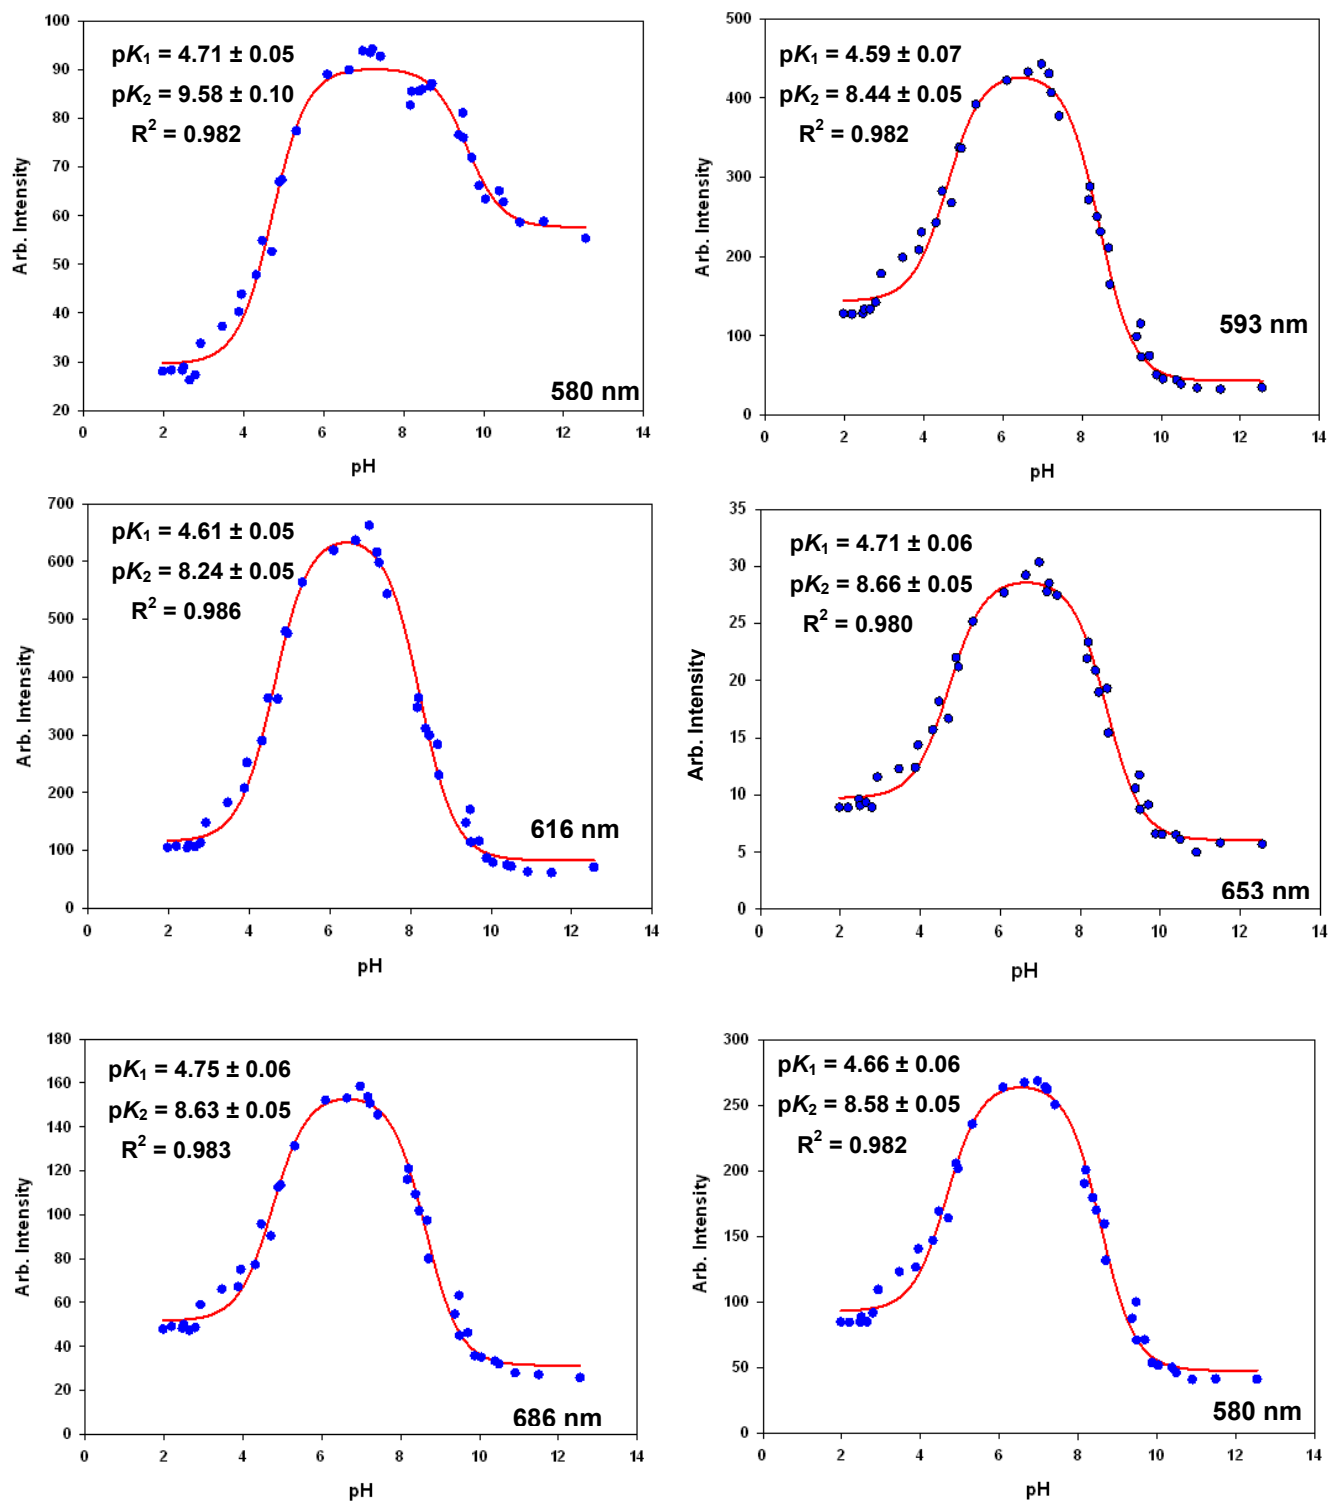 100
90
80
70
60
50
40
30
20
0
2
4
6
8
10
12
14
Arb. Intensity
pH
pK₁ = 4.71 ± 0.05
pK₂ = 9.58 ± 0.10
R² = 0.982
580 nm
500
400
300
200
100
0
0
2
4
6
8
10
12
14
Arb. Intensity
pH
pK₁ = 4.59 ± 0.07
pK₂ = 8.44 ± 0.05
R² = 0.982
593 nm
700
600
500
400
300
200
100
0
0
2
4
6
8
10
12
14
Arb. Intensity
pH
pK₁ = 4.61 ± 0.05
pK₂ = 8.24 ± 0.05
R² = 0.986
616 nm
35
30
25
20
15
10
5
0
0
2
4
6
8
10
12
14
Arb. Intensity
pH
pK₁ = 4.71 ± 0.06
pK₂ = 8.66 ± 0.05
R² = 0.980
653 nm
180
160
140
120
100
80
60
40
20
0
0
2
4
6
8
10
12
14
Arb. Intensity
pH
pK₁ = 4.75 ± 0.06
pK₂ = 8.63 ± 0.05
R² = 0.983
686 nm
300
250
200
150
100
50
0
0
2
4
6
8
10
12
14
Arb. Intensity
pH
pK₁ = 4.66 ± 0.06
pK₂ = 8.58 ± 0.05
R² = 0.982
580 nm